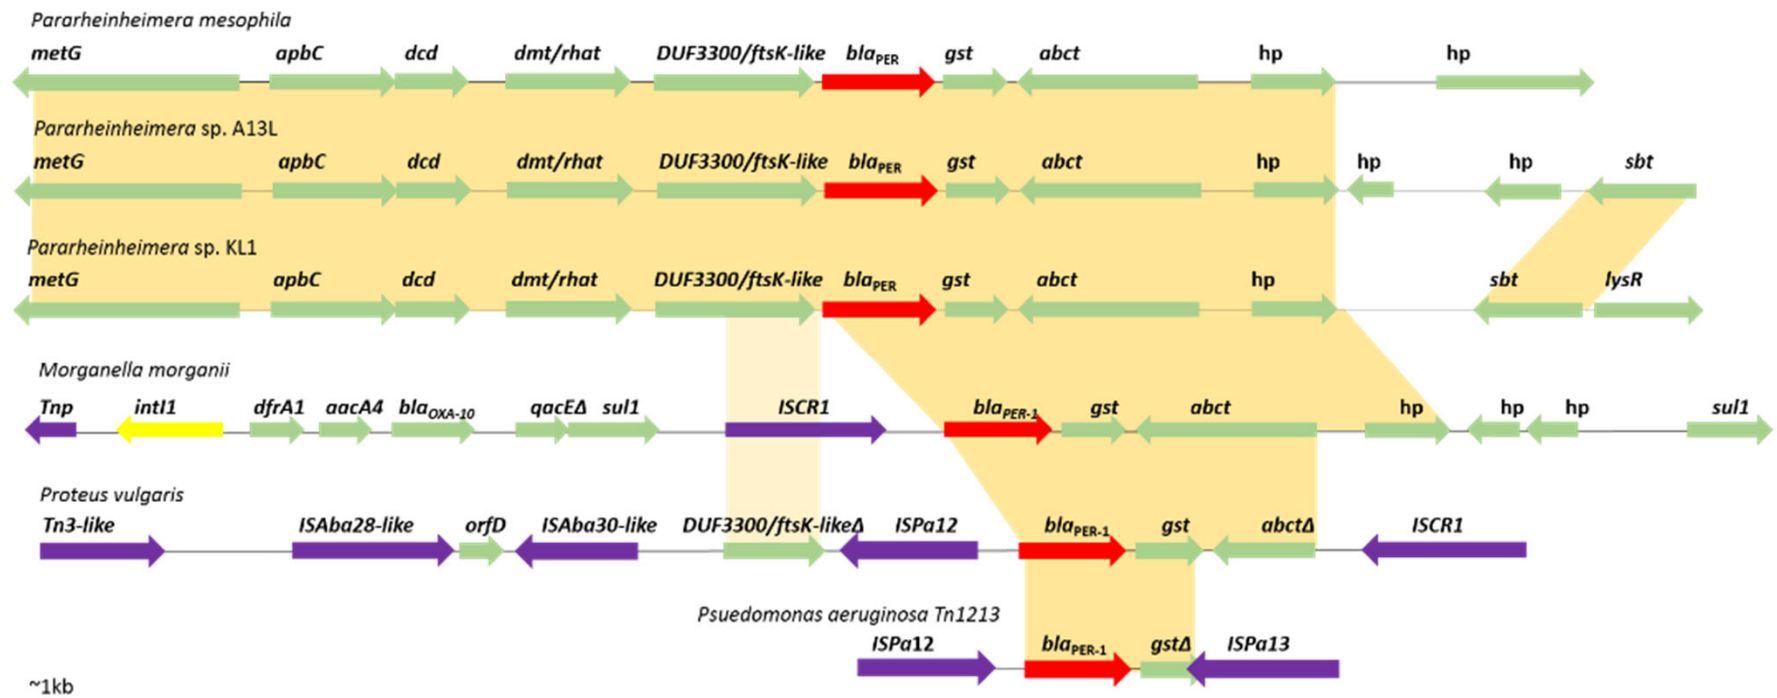 Pararheinheimera mesophila
metG apbC dcd dmt/rhat DUF3300/ftsK-like blaPER gst abct hp hp
Pararheinheimera sp. A13L
metG apbC dcd dmt/rhat DUF3300/ftsK-like blaPER gst abct hp hp hp sbt
Pararheinheimera sp. KL1
metG apbC dcd dmt/rhat DUF3300/ftsK-like blaPER gst abct hp sbt lysR
Morganella morganii
Tnp intI1 dfrA1 aacA4 blaOXA-10 qacEΔ sul1 ISCR1 blaPER-1 gst abct hp hp hp sul1
Proteus vulgaris
Tn3-like ISAba28-like orfD ISAba30-like DUF3300/ftsK-likeΔ ISPa12 blaPER-1 gst abctΔ ISCR1
Psuedomonas aeruginosa Tn1213
ISPa12 blaPER-1 gstΔ ISPa13
~1kb